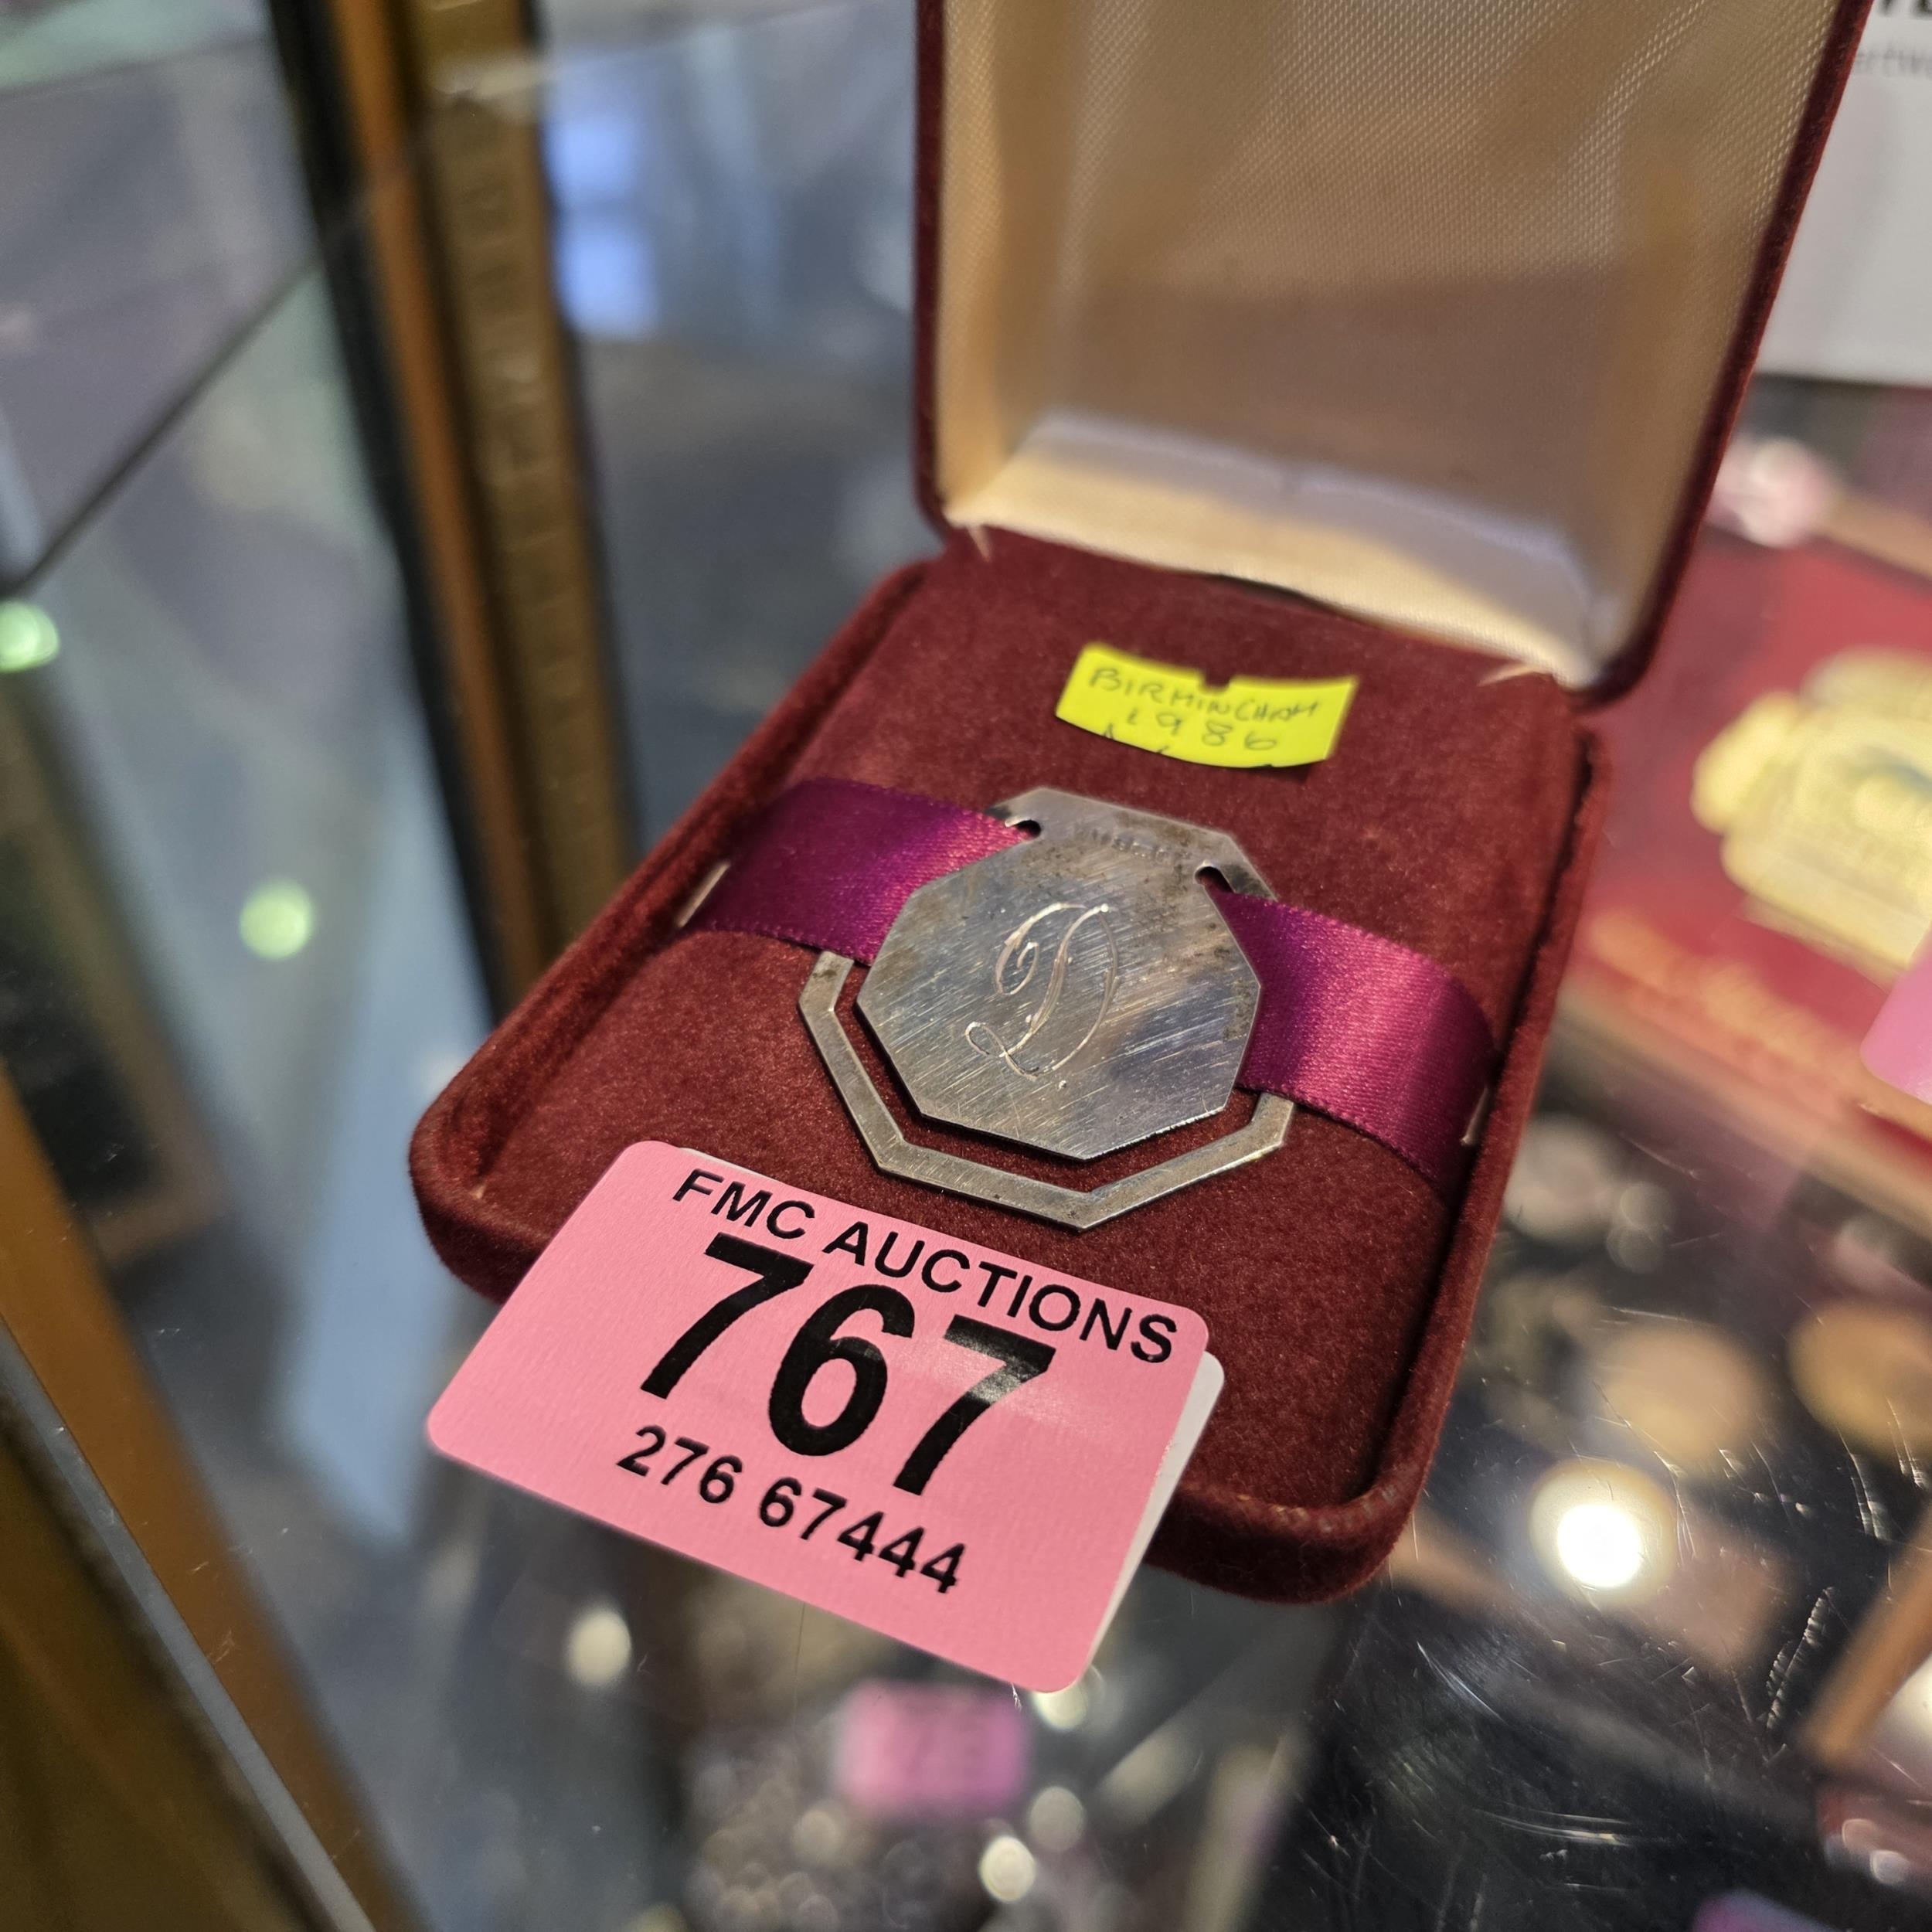 BIRMINGHAM
1986
D
FMC AUCTIONS
767
276 67444